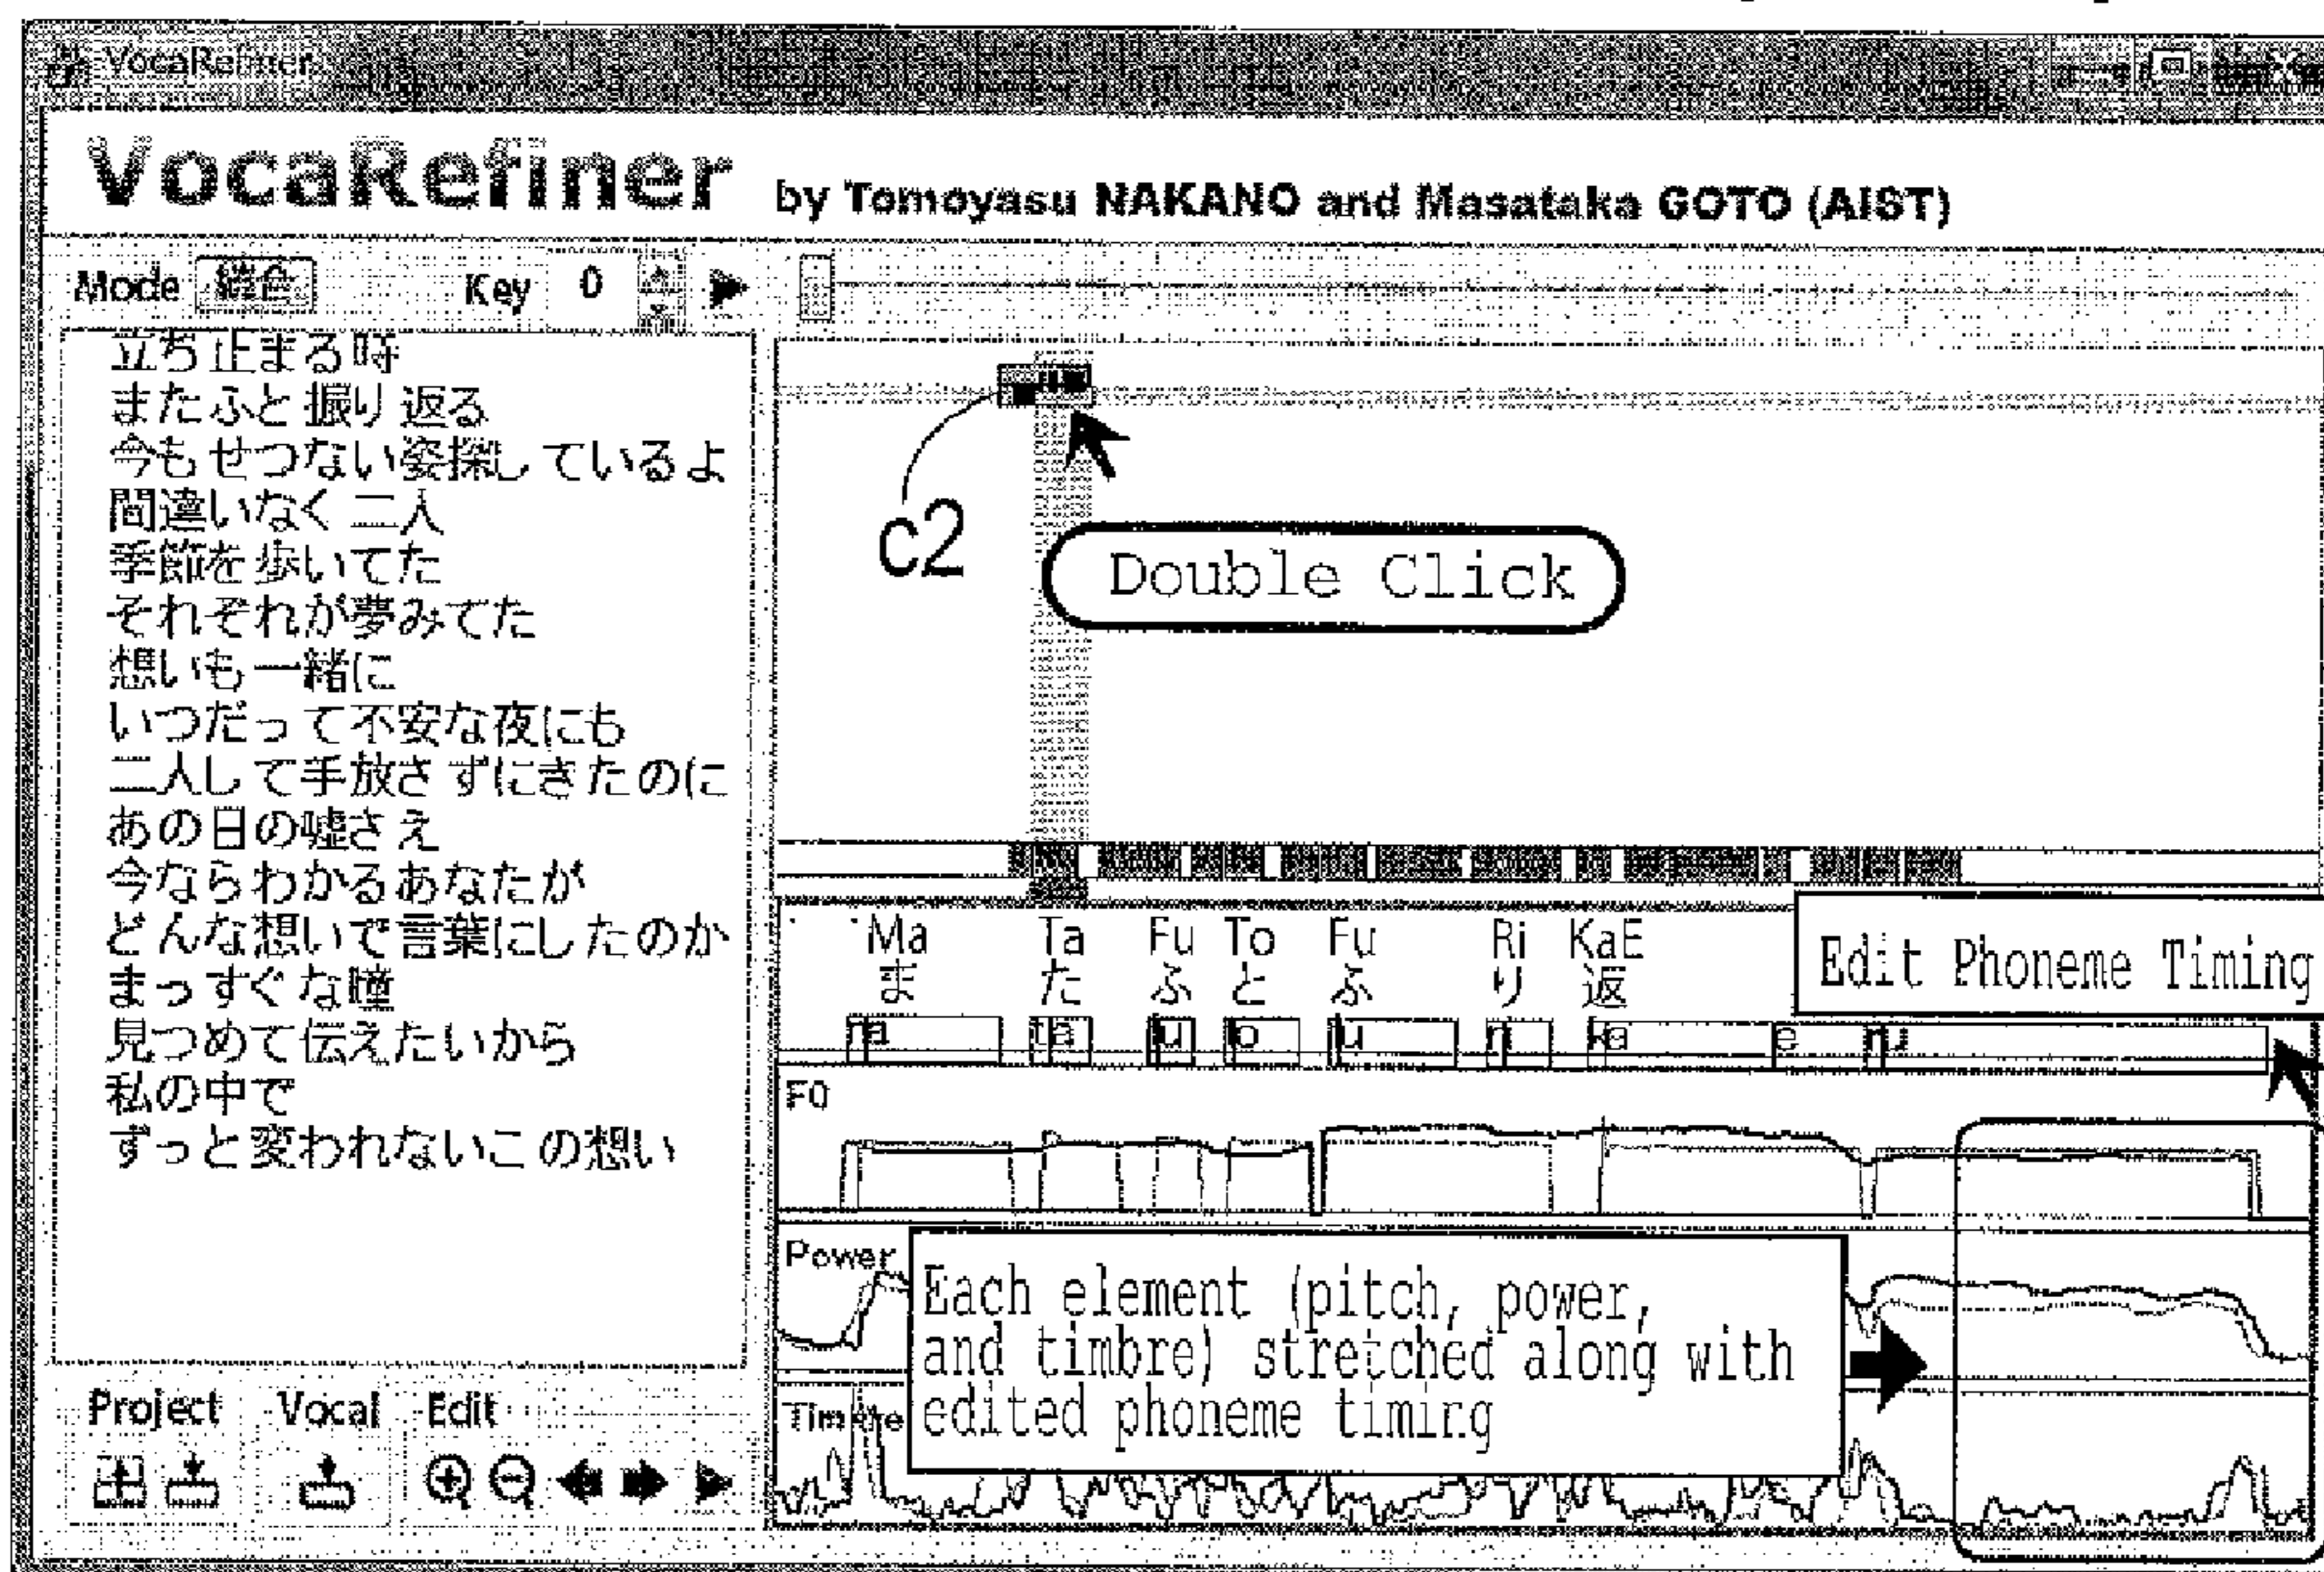 VocaRefiner
VocaRefiner by Tomoyasu NAKANO and Masataka GOTO (AIST)
Mode 統合 Key 0
立ち止まる時
またふと振り返る
今もせつない姿探しているよ
間違いなく二人
季節を歩いてた
それぞれが夢みてた
想いも一緒に
いつだって不安な夜にも
二人して手放さずにきたのに
あの日の嘘さえ
今ならわかるあなたが
どんな想いで言葉にしたのか
まっすぐな瞳
見つめて伝えたいから
私の中で
ずっと変われないこの想い
Project Vocal Edit
c2
Double Click
Ma Ta Fu To Fu Ri KaE
ま た ふ と ふ り 返
Edit Phoneme Timing
ta u to u ka e ru
F0
Power
Each element (pitch, power,
and timbre) stretched along with
edited phoneme timing
Timbre